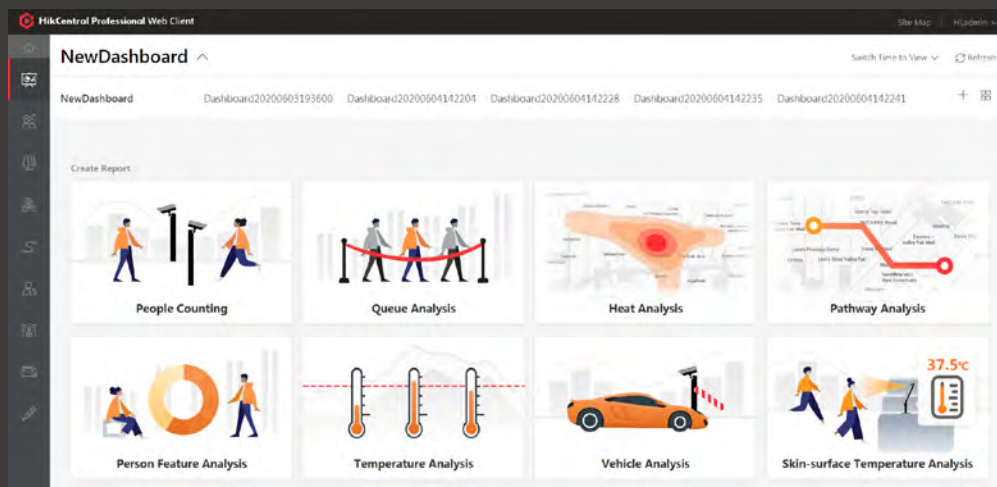 HikCentral Professional Web Client
Site Map
NewDashboard
Switch Time to View
Refresh
NewDashboard
Dashboard20200603193600
Dashboard20200604142204
Dashboard20200604142228
Dashboard20200604142235
Dashboard20200604142241
Create Report
People Counting
Queue Analysis
Heat Analysis
Pathway Analysis
37.5℃
Person Feature Analysis
Temperature Analysis
Vehicle Analysis
Skin-surface Temperature Analysis